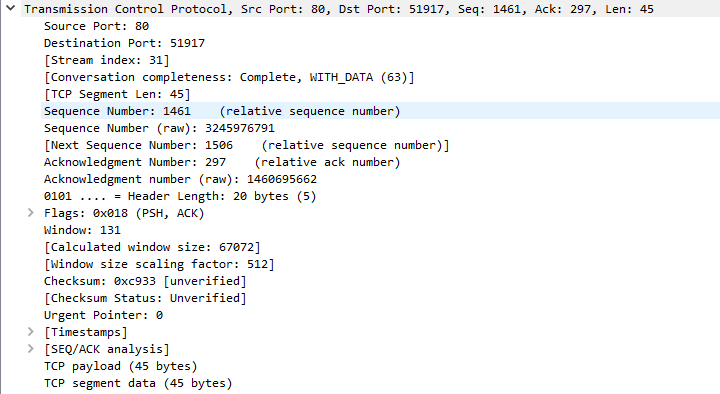 Transmission Control Protocol, Src Port: 80, Dst Port: 51917, Seq: 1461, Ack: 297, Len: 45
Source Port: 80
Destination Port: 51917
[Stream index: 31]
[Conversation completeness: Complete, WITH_DATA (63)]
[TCP Segment Len: 45]
Sequence Number: 1461    (relative sequence number)
Sequence Number (raw): 3245976791
[Next Sequence Number: 1506    (relative sequence number)]
Acknowledgment Number: 297    (relative ack number)
Acknowledgment number (raw): 1460695662
0101 .... = Header Length: 20 bytes (5)
Flags: 0x018 (PSH, ACK)
Window: 131
[Calculated window size: 67072]
[Window size scaling factor: 512]
Checksum: 0xc933 [unverified]
[Checksum Status: Unverified]
Urgent Pointer: 0
[Timestamps]
[SEQ/ACK analysis]
TCP payload (45 bytes)
TCP segment data (45 bytes)